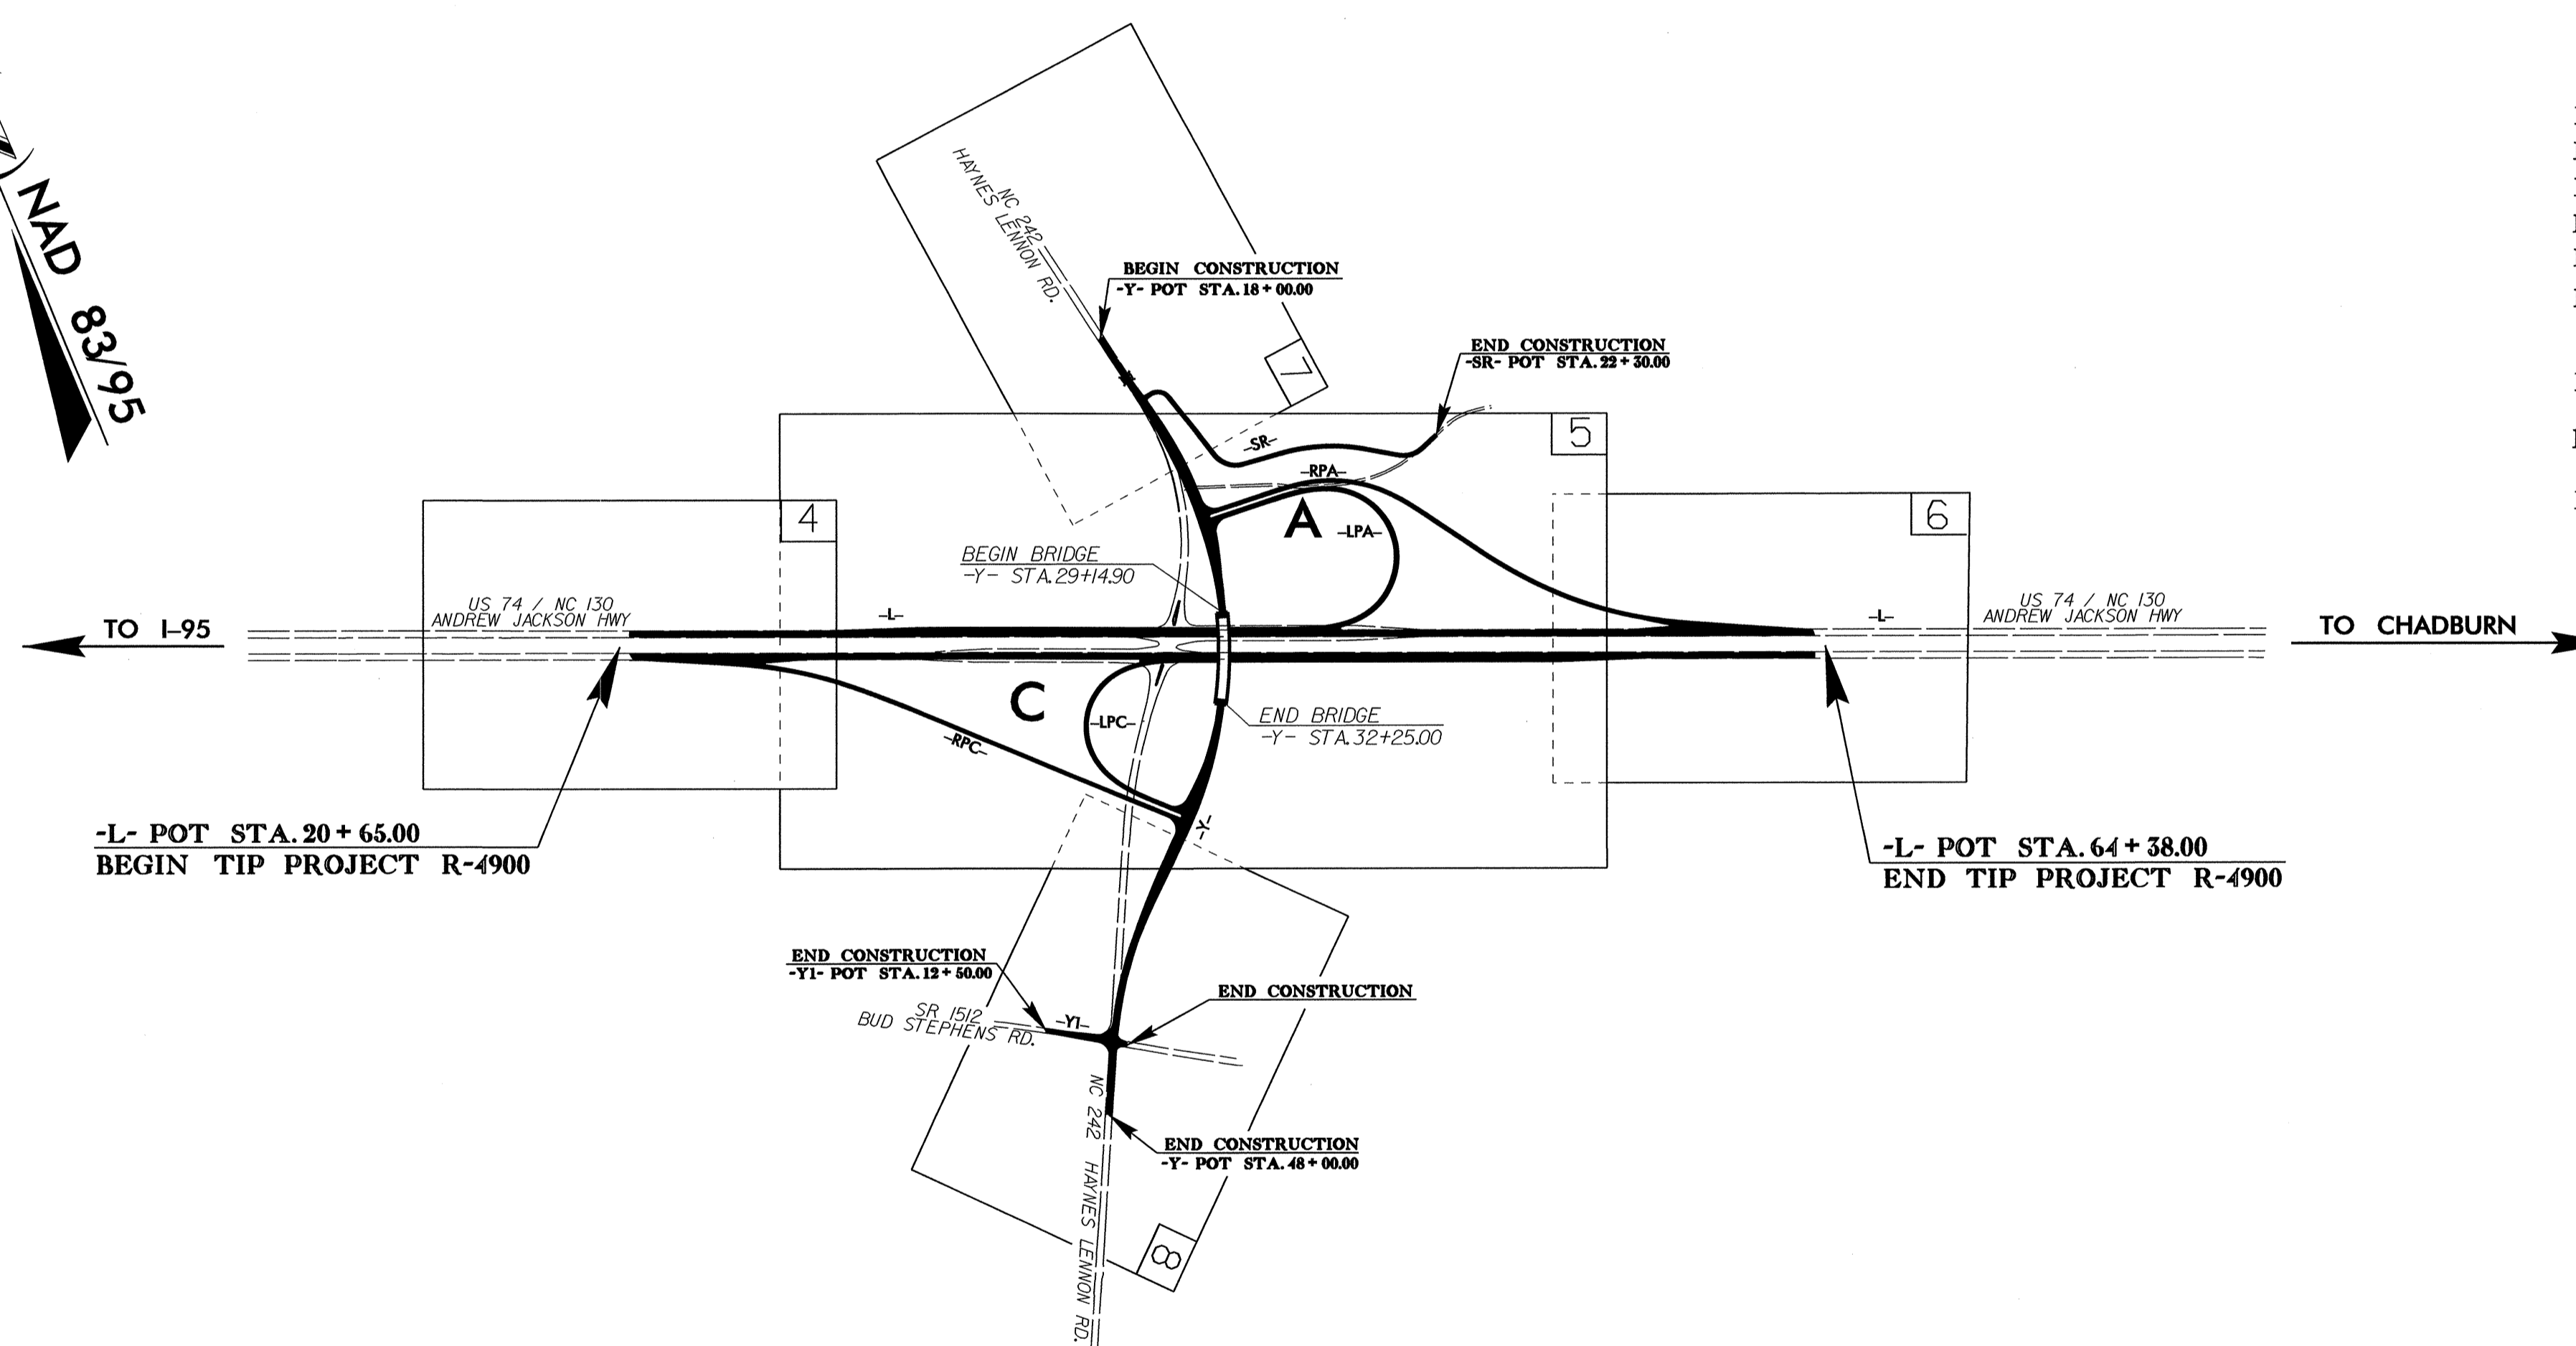 NAD 83/95
NC 242
HAYNES LENNON RD.
BEGIN CONSTRUCTION
-Y- POT STA. 18+00.00
7
END CONSTRUCTION
-SR- POT STA. 22+30.00
5
-SR-
-RPA-
4
A
-LPA-
6
BEGIN BRIDGE
-Y- STA. 29+14.90
US 74 / NC 130
ANDREW JACKSON HWY
-L-
TO I-95
US 74 / NC 130
ANDREW JACKSON HWY
-L-
TO CHADBURN
C
-LPC-
-RPC-
END BRIDGE
-Y- STA. 32+25.00
-Y-
-L- POT STA. 20+65.00
BEGIN TIP PROJECT R-4900
-L- POT STA. 64+38.00
END TIP PROJECT R-4900
END CONSTRUCTION
-Y1- POT STA. 12+50.00
END CONSTRUCTION
SR 1512
BUD STEPHENS RD.
-Y1-
END CONSTRUCTION
-Y- POT STA. 48+00.00
NC 242 HAYNES LENNON RD.
8